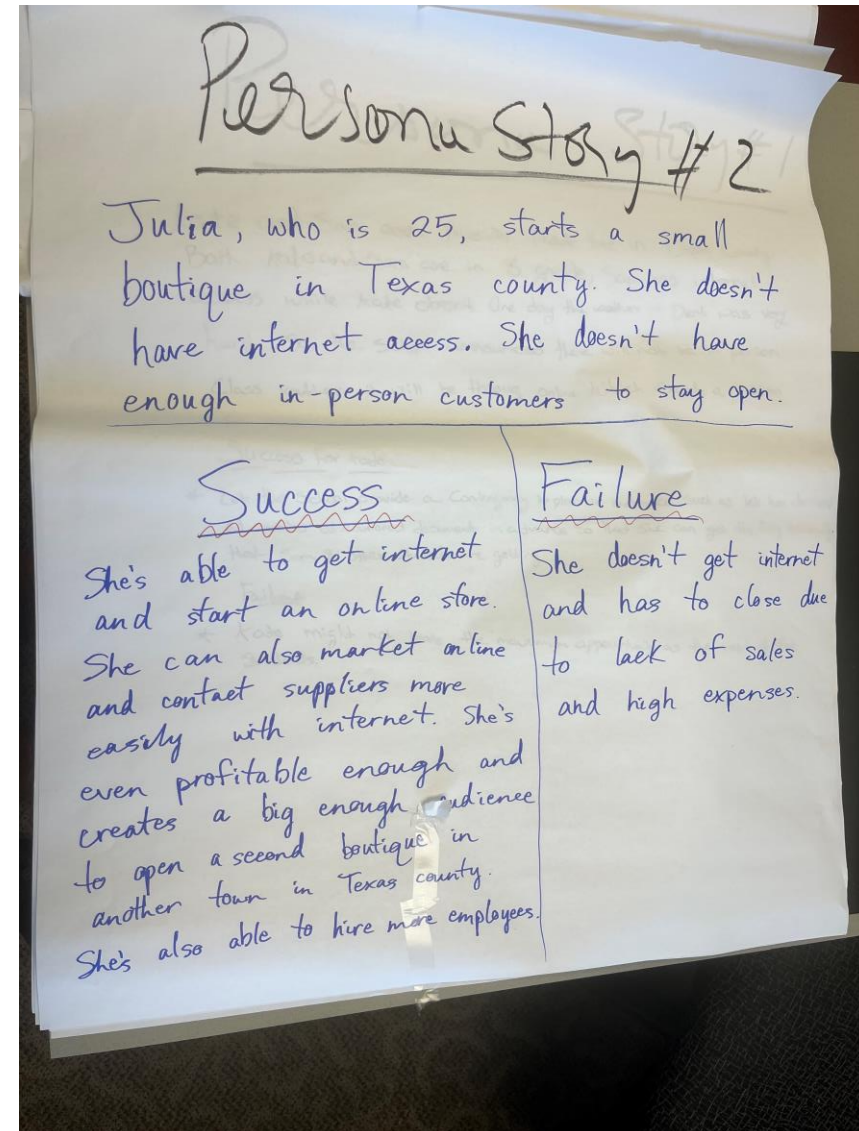 Persona Story #2
Julia, who is 25, starts a small
boutique in Texas county. She doesn't
have internet access. She doesn't have
enough in-person customers to stay open.
Success
She's able to get internet
and start an online store.
She can also market online
and contact suppliers more
easily with internet. She's
even profitable enough and
creates a big enough audience
to open a second boutique in
another town in Texas county.
She's also able to hire more employees.
Failure
She doesn't get internet
and has to close due
to lack of sales
and high expenses.